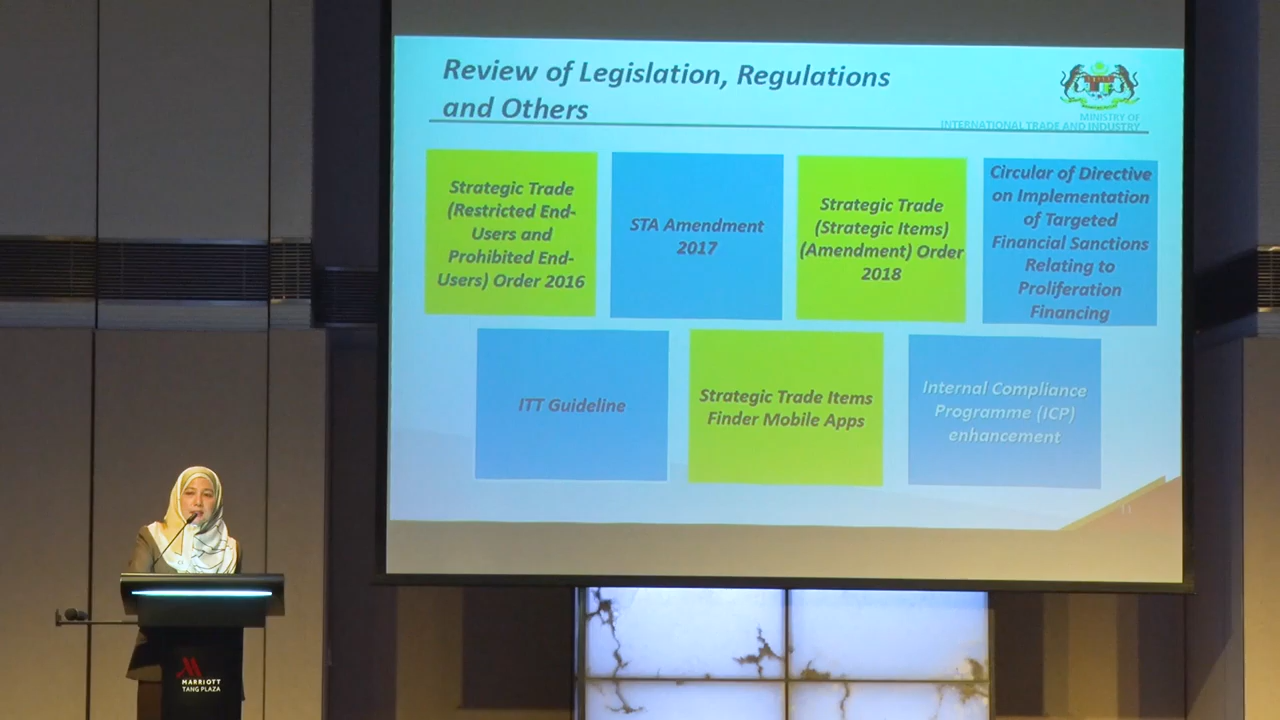 Review of Legislation, Regulations
and Others
MINISTRY OF
INTERNATIONAL TRADE AND INDUSTRY
Strategic Trade
(Restricted End-
Users and
Prohibited End-
Users) Order 2016
STA Amendment
2017
Strategic Trade
(Strategic Items)
(Amendment) Order
2018
Circular of Directive
on Implementation
of Targeted
Financial Sanctions
Relating to
Proliferation
Financing
ITT Guideline
Strategic Trade Items
Finder Mobile Apps
Internal Compliance
Programme (ICP)
enhancement
11
MARRIOTT
TANG PLAZA